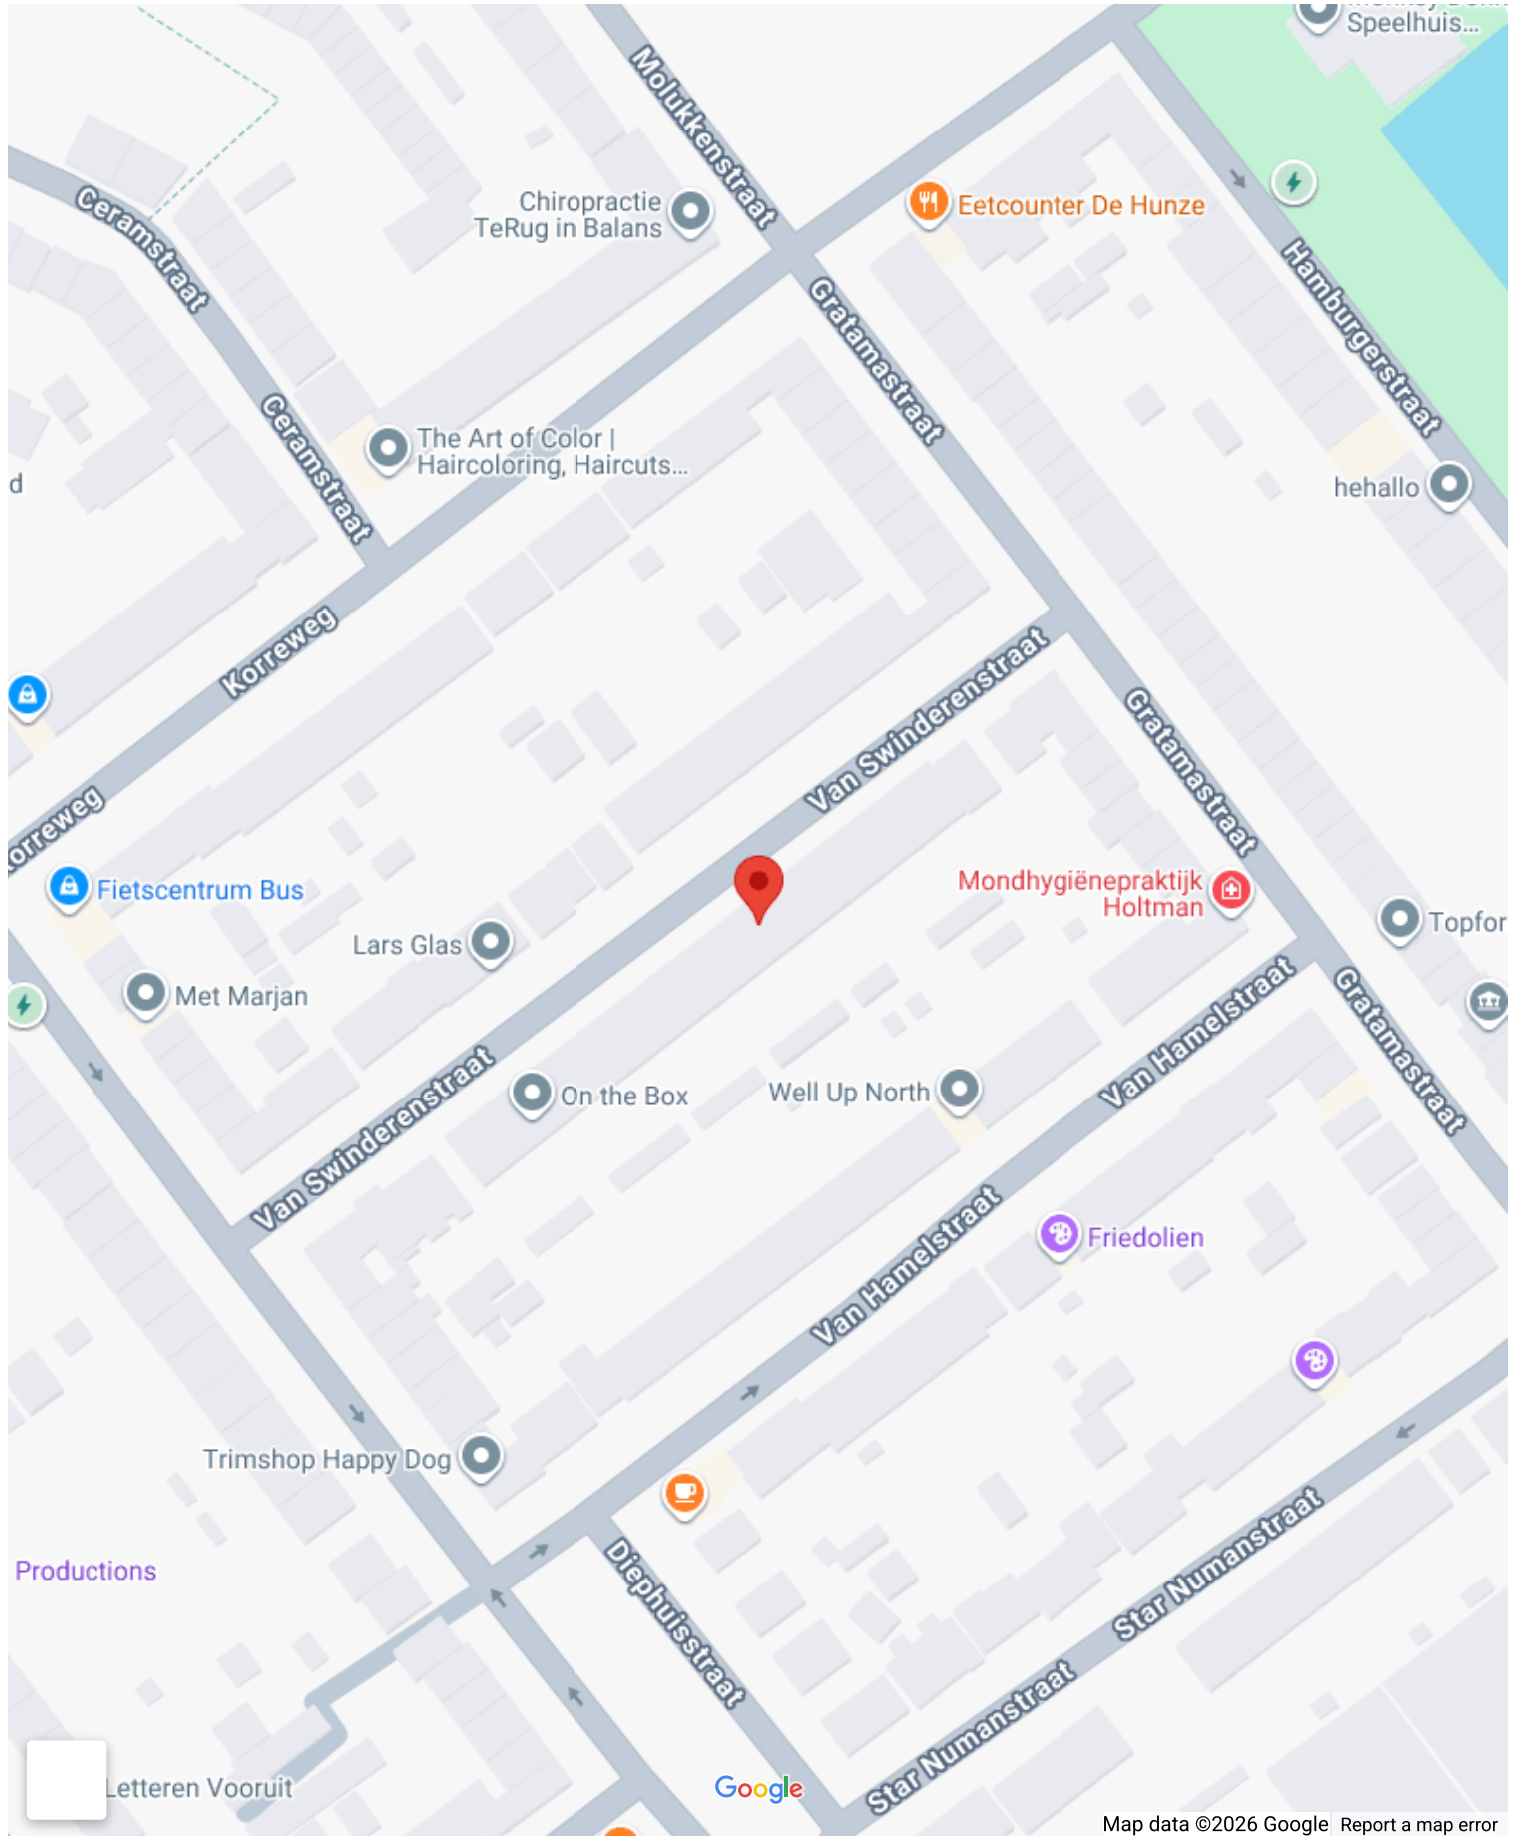 Speelhuis...
Molukkenstraat
Chiropractie
TeRug in Balans
Eetcounter De Hunze
Ceramstraat
Hamburgerstraat
Gratamastraat
Ceramstraat
The Art of Color |
Haircoloring, Haircuts...
d
hehallo
Korreweg
Van Swinderenstraat
Gratamastraat
Korreweg
Fietscentrum Bus
Mondhygiënepraktijk
Holtman
Lars Glas
Topfor
Met Marjan
Van Swinderenstraat
On the Box
Well Up North
Van Hamelstraat
Gratamastraat
Friedolien
Van Hamelstraat
Trimshop Happy Dog
Productions
Diephuisstraat
Star Numanstraat
Star Numanstraat
Letteren Vooruit
Google
Map data ©2026 Google
Report a map error